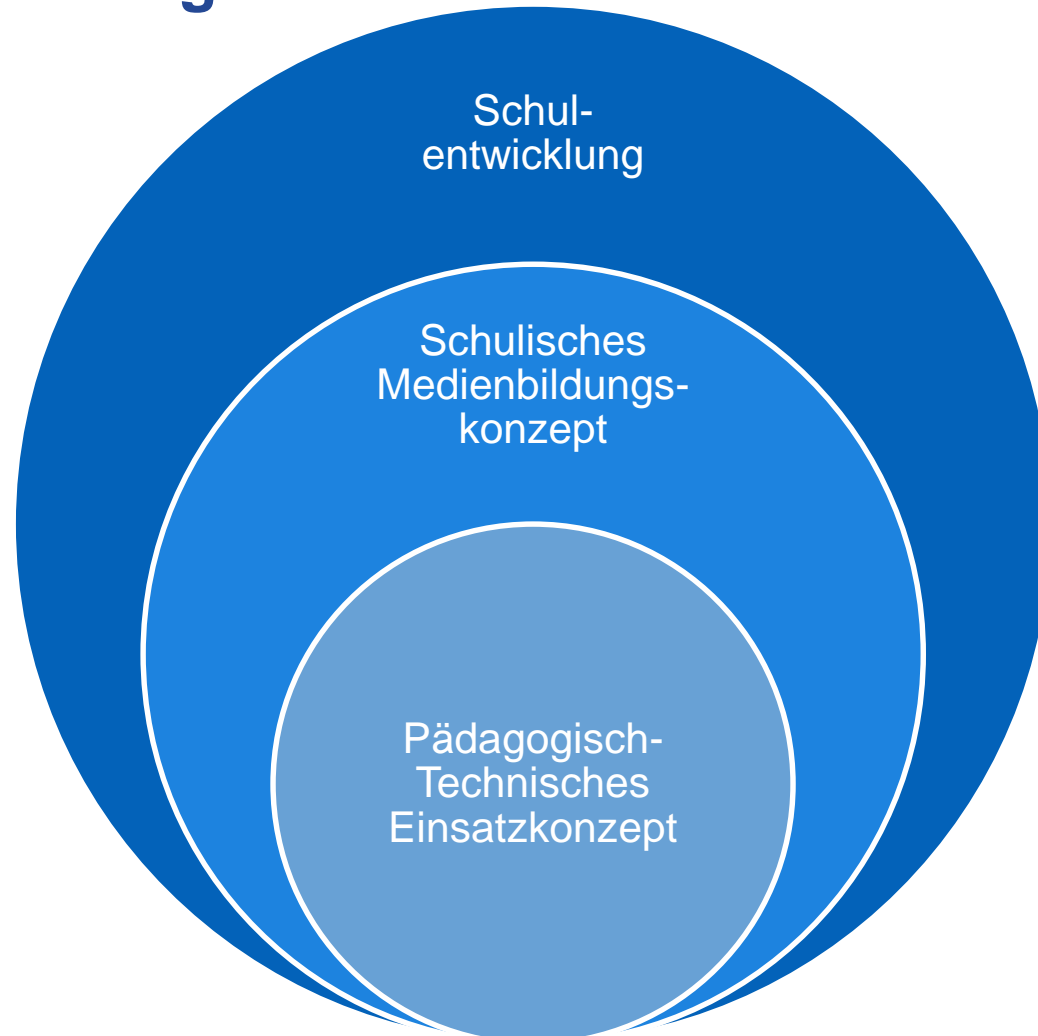 Schul-
entwicklung
Schulisches
Medienbildungs-
konzept
Pädagogisch-
Technisches
Einsatzkonzept